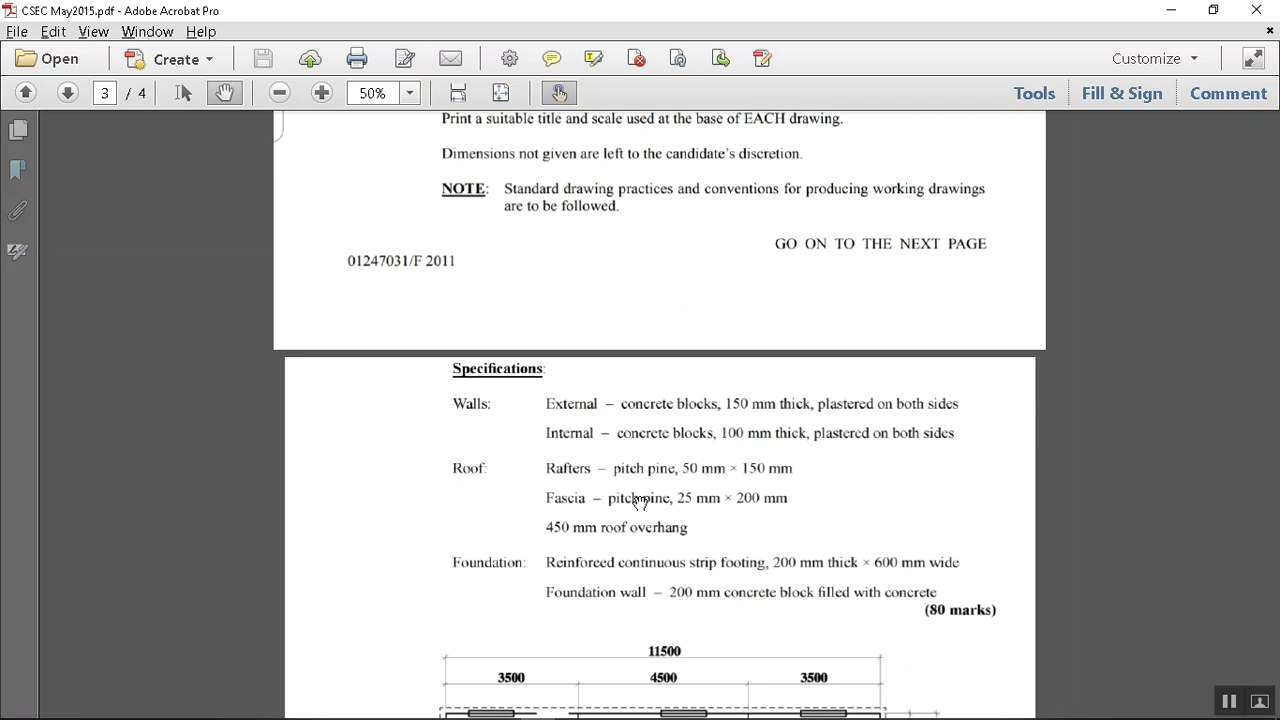 CSEC May2015.pdf - Adobe Acrobat Pro
File Edit View Window Help
Open Create Customize
3 / 4 50% Tools Fill & Sign Comment
Print a suitable title and scale used at the base of EACH drawing.
Dimensions not given are left to the candidate's discretion.
NOTE: Standard drawing practices and conventions for producing working drawings
are to be followed.
GO ON TO THE NEXT PAGE
01247031/F 2011
Specifications:
Walls: External – concrete blocks, 150 mm thick, plastered on both sides
Internal – concrete blocks, 100 mm thick, plastered on both sides
Roof: Rafters – pitch pine, 50 mm × 150 mm
Fascia – pitch pine, 25 mm × 200 mm
450 mm roof overhang
Foundation: Reinforced continuous strip footing, 200 mm thick × 600 mm wide
Foundation wall – 200 mm concrete block filled with concrete
(80 marks)
11500
3500 4500 3500